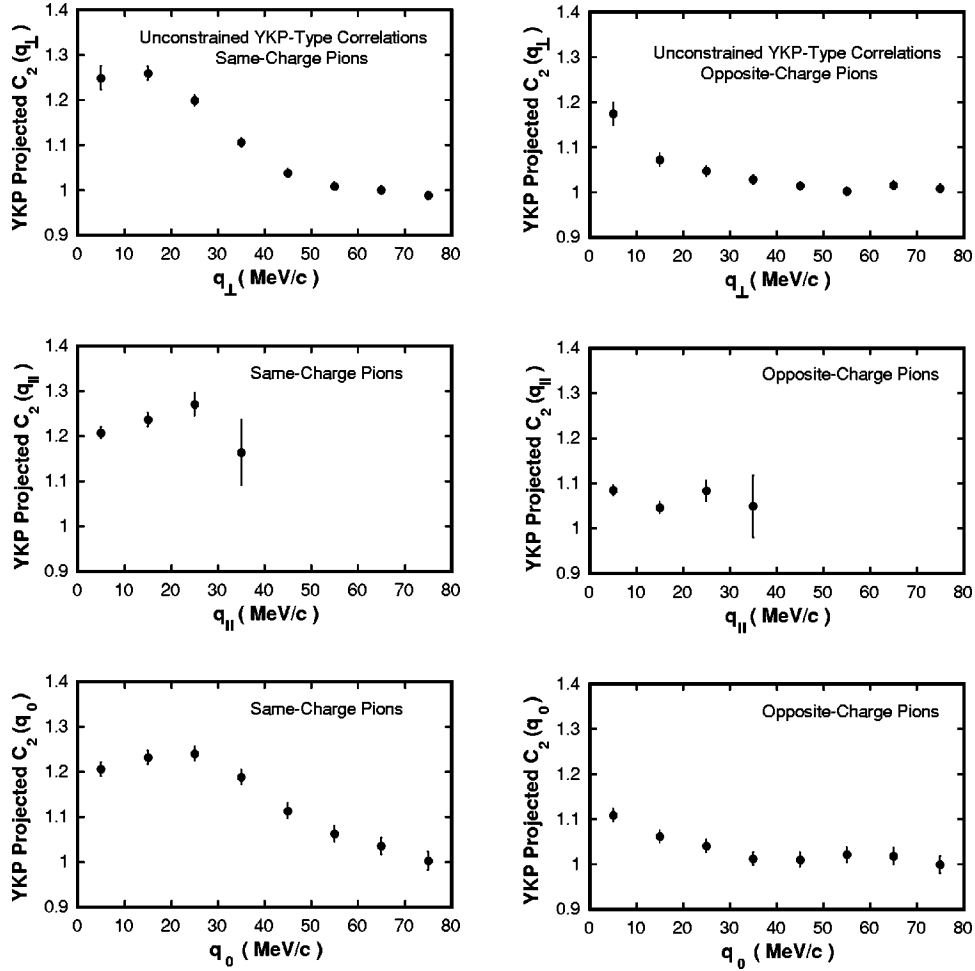 YKP Projected C2 (q⊥)
1.4
1.3
1.2
1.1
1
0.9
Unconstrained YKP-Type Correlations
Same-Charge Pions
0 10 20 30 40 50 60 70 80
q⊥ ( MeV/c )
YKP Projected C2 (q⊥)
1.4
1.3
1.2
1.1
1
0.9
Unconstrained YKP-Type Correlations
Opposite-Charge Pions
0 10 20 30 40 50 60 70 80
q⊥ ( MeV/c )
YKP Projected C2 (q||)
1.4
1.3
1.2
1.1
1
0.9
Same-Charge Pions
0 10 20 30 40 50 60 70 80
q|| ( MeV/c )
YKP Projected C2 (q||)
1.4
1.3
1.2
1.1
1
0.9
Opposite-Charge Pions
0 10 20 30 40 50 60 70 80
q|| ( MeV/c )
YKP Projected C2 (q0)
1.4
1.3
1.2
1.1
1
0.9
Same-Charge Pions
0 10 20 30 40 50 60 70 80
q0 ( MeV/c )
YKP Projected C2 (q0)
1.4
1.3
1.2
1.1
1
0.9
Opposite-Charge Pions
0 10 20 30 40 50 60 70 80
q0 ( MeV/c )